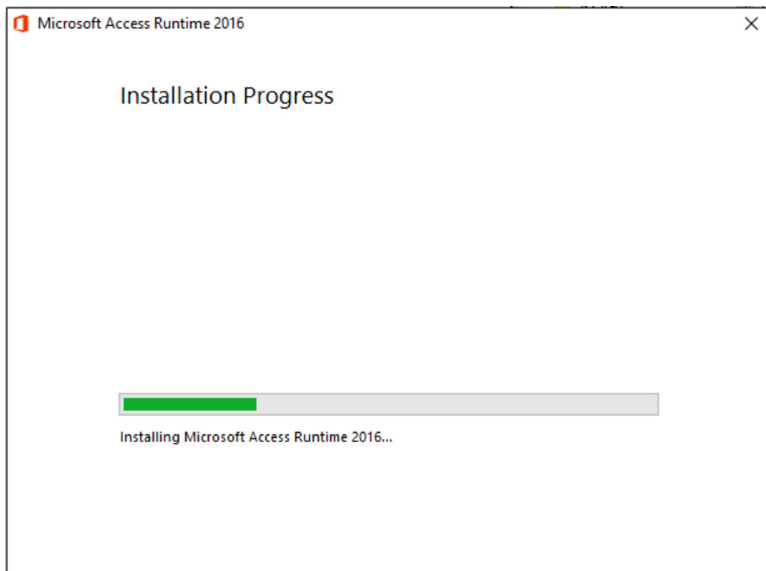 Microsoft Access Runtime 2016
Installation Progress
Installing Microsoft Access Runtime 2016...